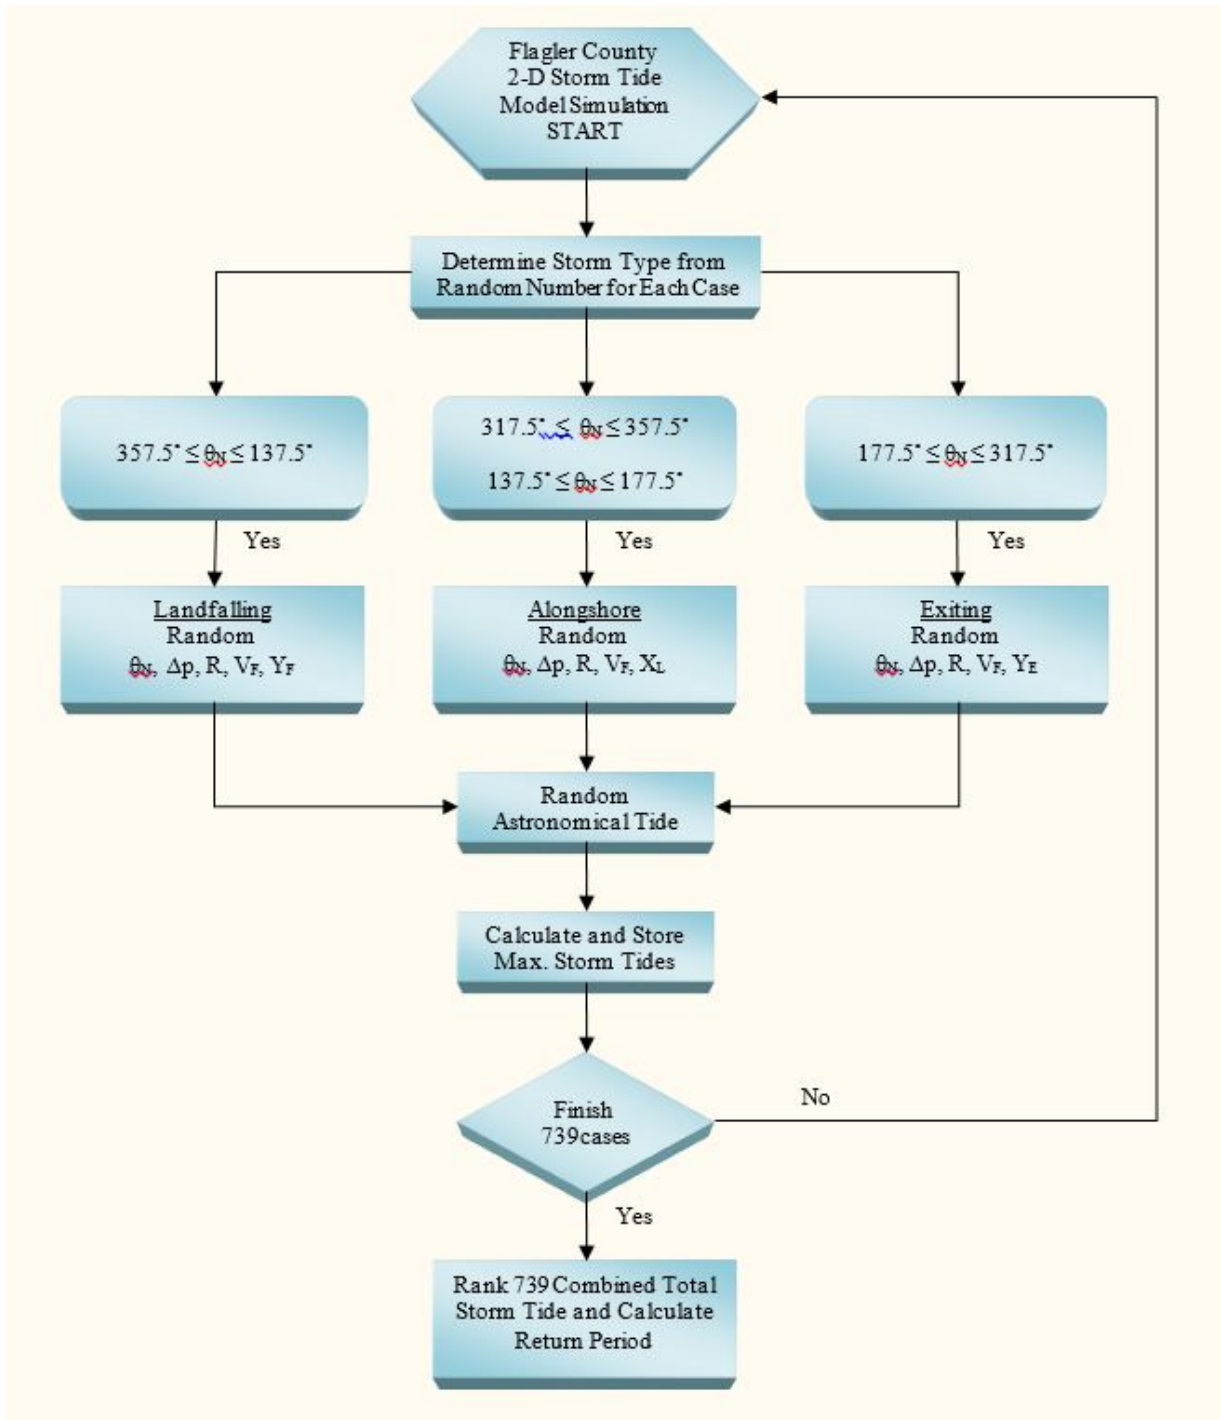 Flagler County
2-D Storm Tide
Model Simulation
START
Determine Storm Type from
Random Number for Each Case
357.5° ≤ θN ≤ 137.5°
317.5° ≤ θN ≤ 357.5°
137.5° ≤ θN ≤ 177.5°
177.5° ≤ θN ≤ 317.5°
Yes
Yes
Yes
Landfalling
Random
θN, Δp, R, VF, YF
Alongshore
Random
θN, Δp, R, VF, XL
Exiting
Random
θN, Δp, R, VF, YE
Random
Astronomical Tide
Calculate and Store
Max. Storm Tides
Finish
739 cases
No
Yes
Rank 739 Combined Total
Storm Tide and Calculate
Return Period